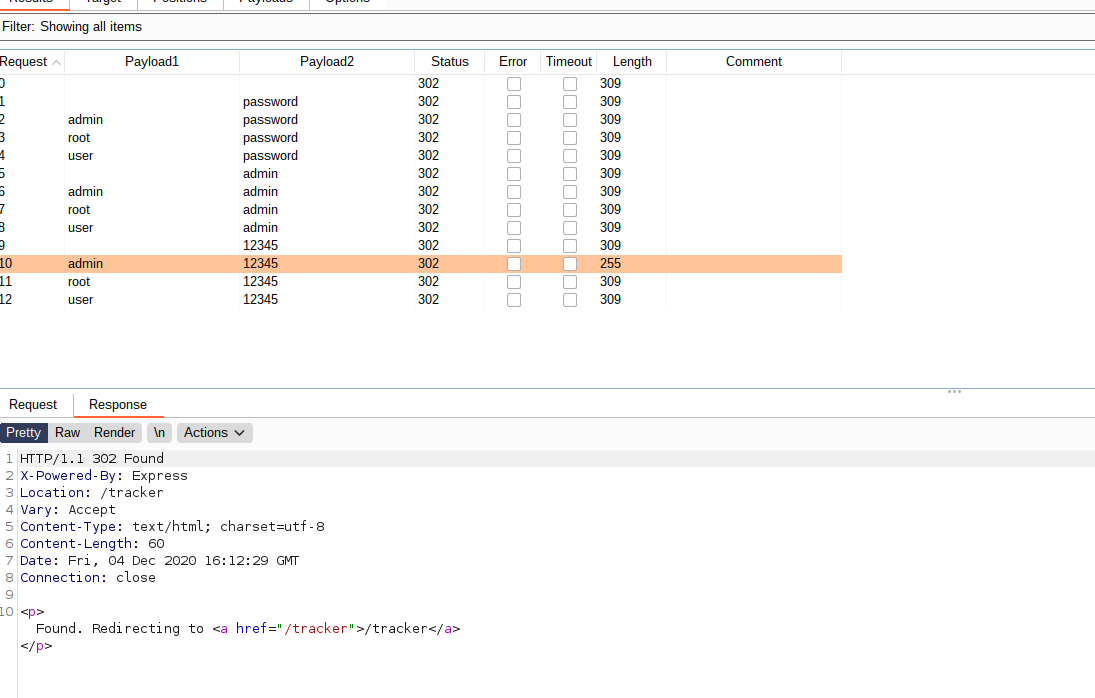 Results Target Positions Payloads Options
Filter: Showing all items
Request Payload1 Payload2 Status Error Timeout Length Comment
0 302 309
1 password 302 309
2 admin password 302 309
3 root password 302 309
4 user password 302 309
5 admin 302 309
6 admin admin 302 309
7 root admin 302 309
8 user admin 302 309
9 12345 302 309
10 admin 12345 302 255
11 root 12345 302 309
12 user 12345 302 309
Request Response
Pretty Raw Render \n Actions
1 HTTP/1.1 302 Found
2 X-Powered-By: Express
3 Location: /tracker
4 Vary: Accept
5 Content-Type: text/html; charset=utf-8
6 Content-Length: 60
7 Date: Fri, 04 Dec 2020 16:12:29 GMT
8 Connection: close
9
10 <p>
Found. Redirecting to <a href="/tracker">/tracker</a>
</p>